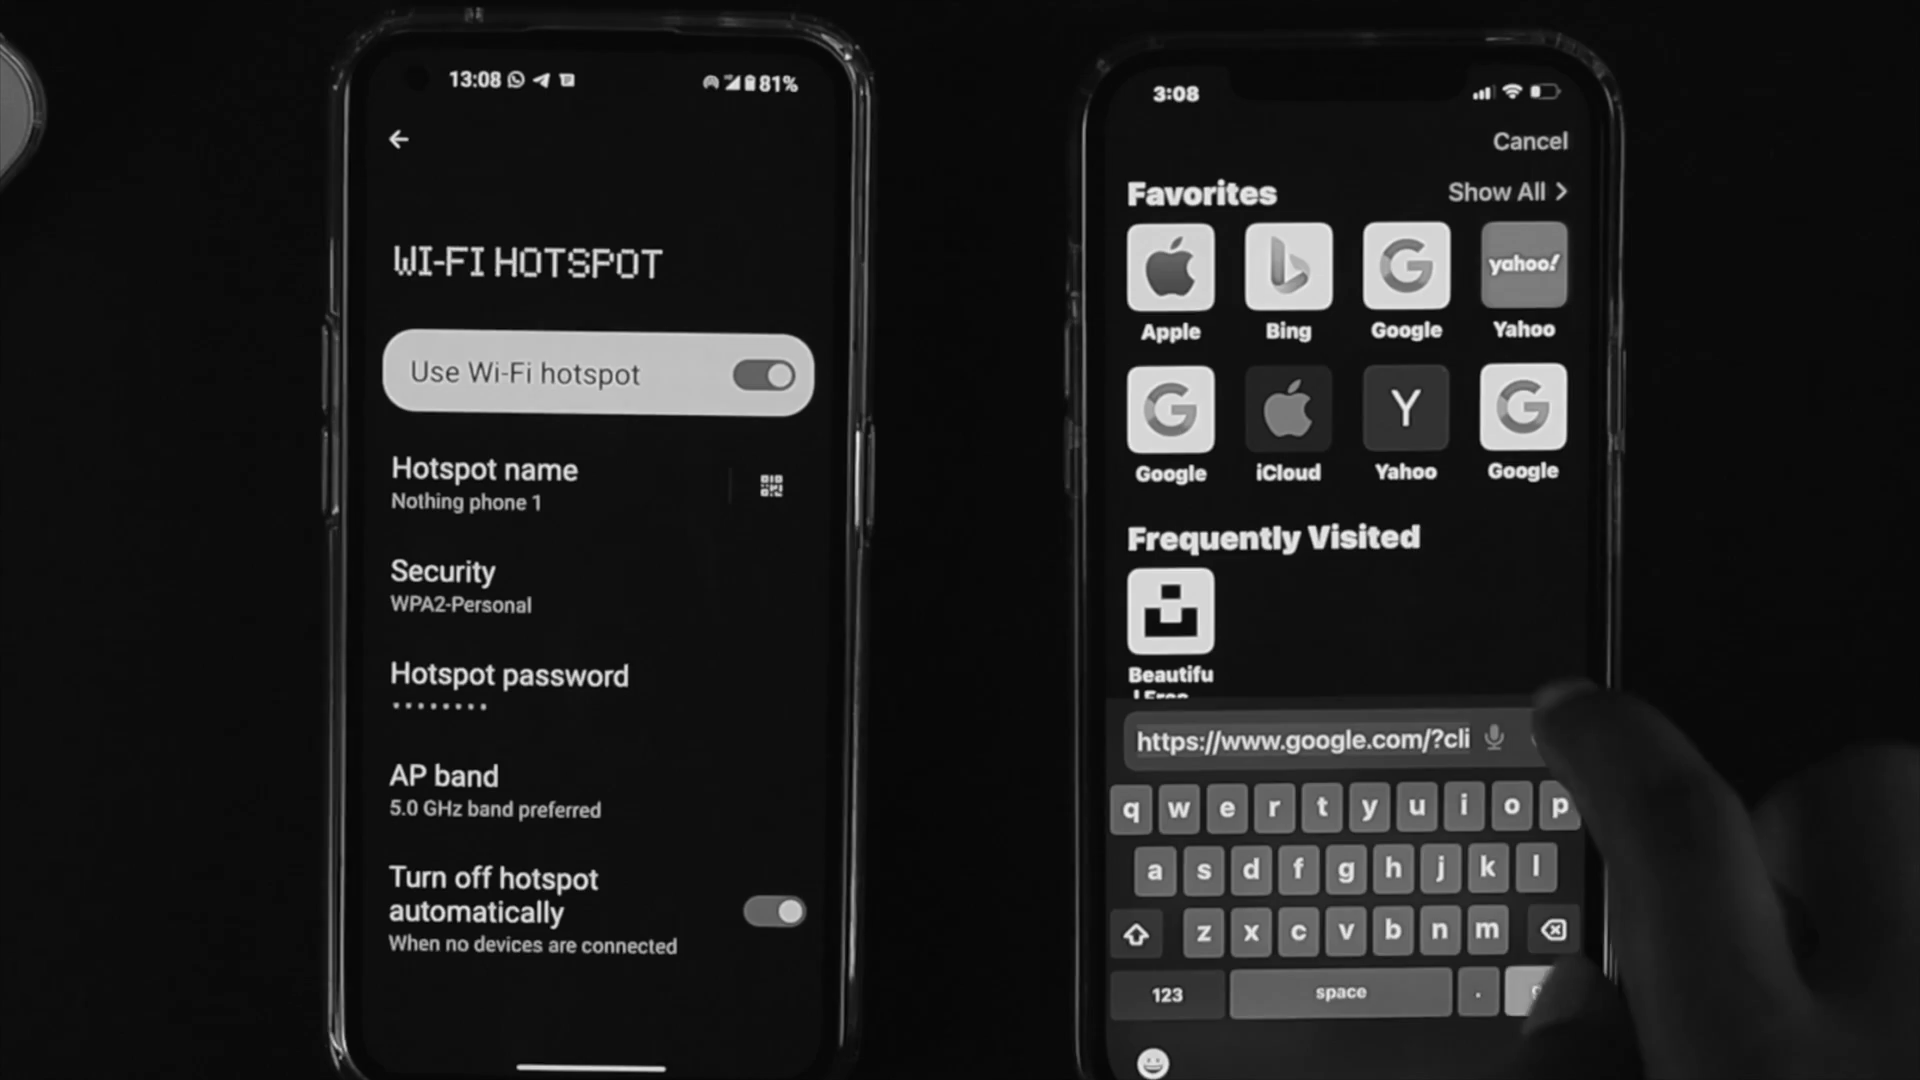 13:08
81%
WI-FI HOTSPOT
Use Wi-Fi hotspot
Hotspot name
Nothing phone 1
Security
WPA2-Personal
Hotspot password
••••••••
AP band
5.0 GHz band preferred
Turn off hotspot
automatically
When no devices are connected
3:08
Cancel
Favorites
Show All >
yahoo!
Apple Bing Google Yahoo
Y
Google iCloud Yahoo Google
Frequently Visited
Beautifu
l Free
https://www.google.com/?cli
q w e r t y u i o p
a s d f g h j k l
z x c v b n m
123 space .